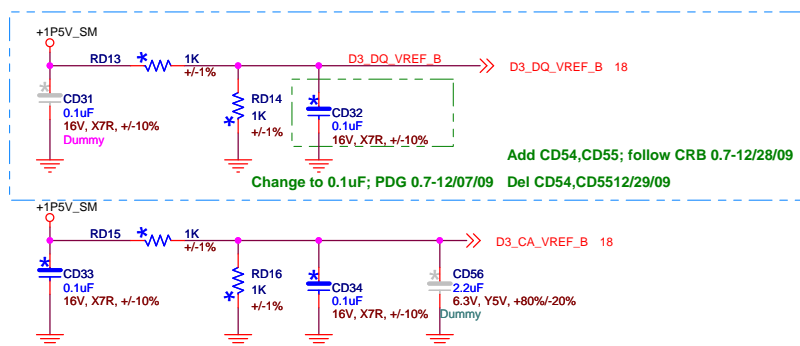 +1P5V_SM
RD13
1K
+/-1%
D3_DQ_VREF_B
D3_DQ_VREF_B 18
CD31
0.1uF
16V, X7R, +/-10%
Dummy
RD14
1K
+/-1%
CD32
0.1uF
16V, X7R, +/-10%
Add CD54,CD55; follow CRB 0.7-12/28/09
Change to 0.1uF; PDG 0.7-12/07/09
Del CD54,CD5512/29/09
+1P5V_SM
RD15
1K
+/-1%
D3_CA_VREF_B 18
CD33
0.1uF
16V, X7R, +/-10%
RD16
1K
+/-1%
CD34
0.1uF
16V, X7R, +/-10%
CD56
2.2uF
6.3V, Y5V, +80%/-20%
Dummy